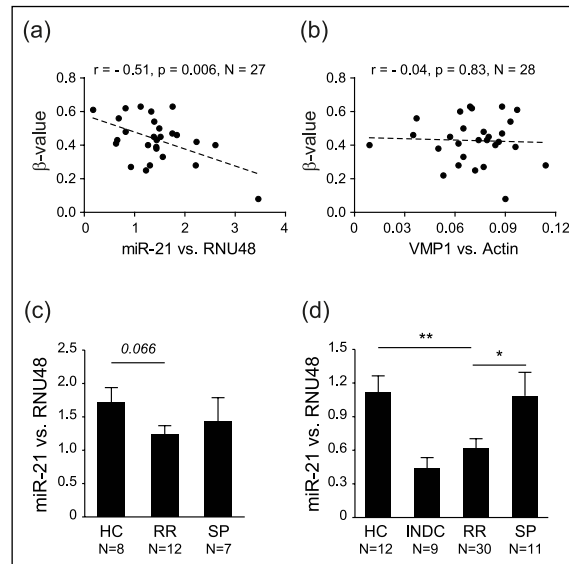 (a)
r = - 0.51, p = 0.006, N = 27
0.8
0.6
0.4
0.2
0.0
β-value
0 1 2 3 4
miR-21 vs. RNU48
(b)
r = - 0.04, p = 0.83, N = 28
0.8
0.6
0.4
0.2
0.0
β-value
0 0.03 0.06 0.09 0.12
VMP1 vs. Actin
(c)
2.5
2.0
1.5
1.0
0.5
0
miR-21 vs. RNU48
0.066
HC RR SP
N=8 N=12 N=7
(d)
1.5
1.2
0.9
0.6
0.3
0
miR-21 vs. RNU48
**
*
HC INDC RR SP
N=12 N=9 N=30 N=11